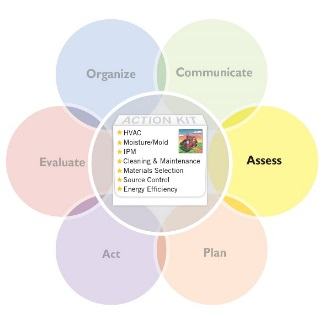 Organize
Communicate
ACTION KIT
HVAC
Moisture/Mold
IPM
Cleaning & Maintenance
Materials Selection
Source Control
Energy Efficiency
Evaluate
Assess
Act
Plan